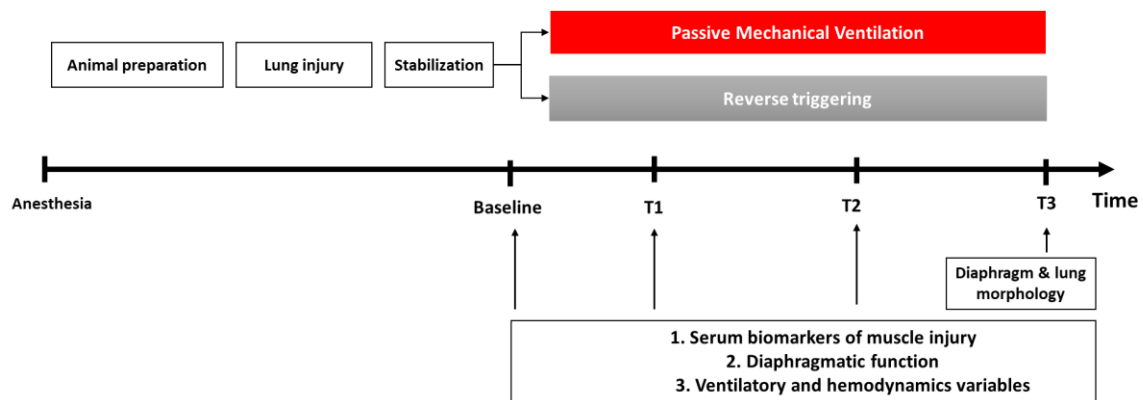 Passive Mechanical Ventilation
Animal preparation
Lung injury
Stabilization
Reverse triggering
Anesthesia
Baseline
T1
T2
T3
Time
Diaphragm & lung
morphology
1. Serum biomarkers of muscle injury
2. Diaphragmatic function
3. Ventilatory and hemodynamics variables